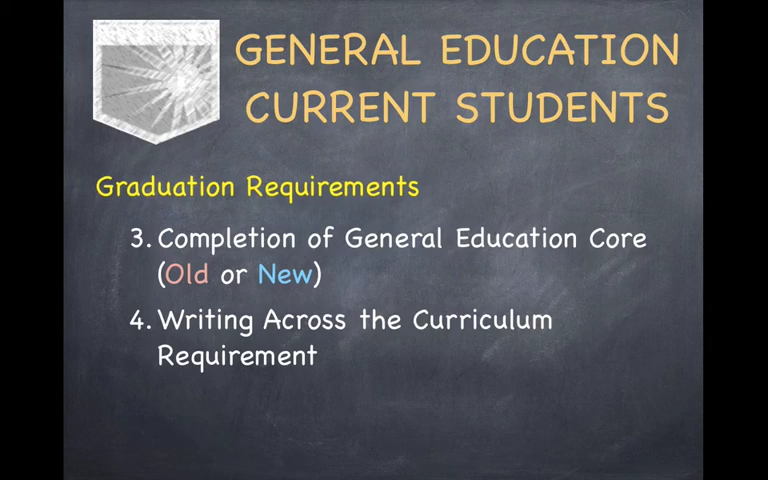 GENERAL EDUCATION
CURRENT STUDENTS
Graduation Requirements
3. Completion of General Education Core
(Old or New)
4. Writing Across the Curriculum
Requirement